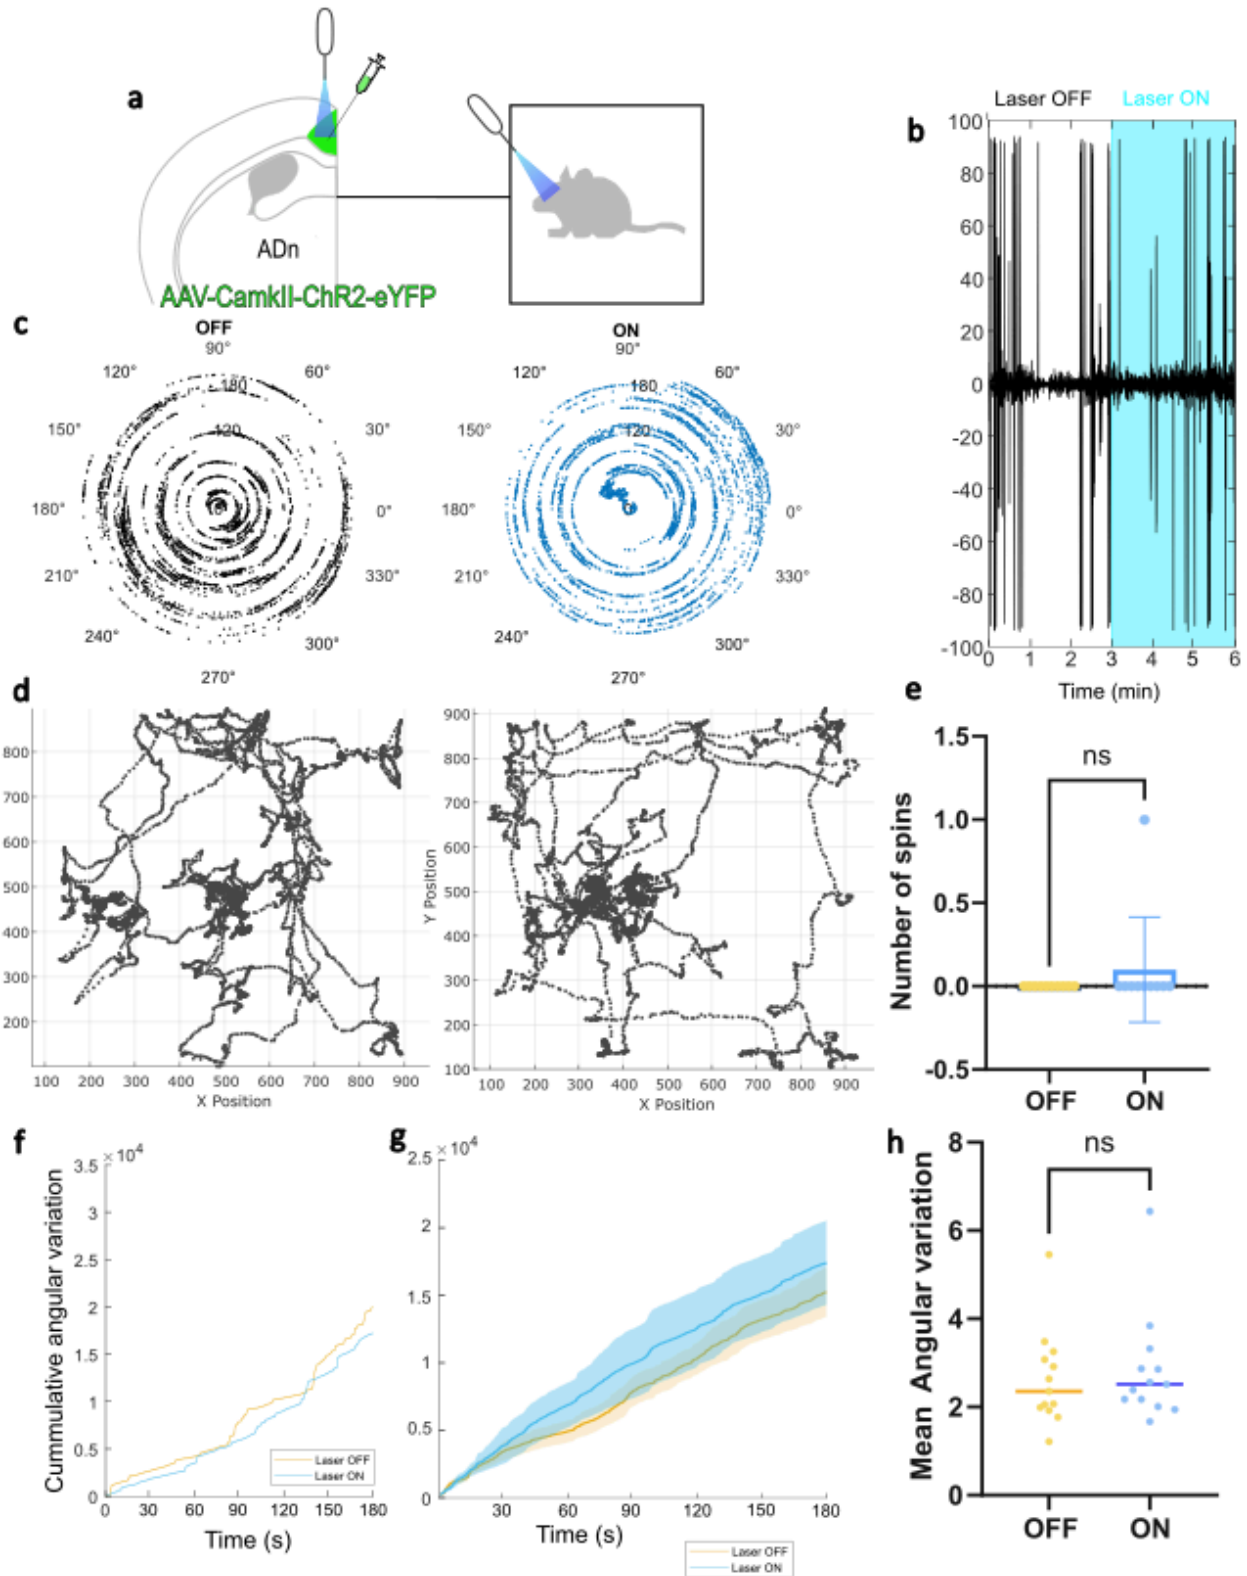 a
ADn
AAV-CamkII-ChR2-eYFP
b
Laser OFF Laser ON
100
80
60
40
20
0
-20
-40
-60
-80
-100
0 1 2 3 4 5 6
Time (min)
c
OFF
90°
120° 60°
180
150° 120 30°
180° 0°
210° 330°
240° 300°
270°
ON
90°
120° 60°
180
150° 120 30°
180° 0°
210° 330°
240° 300°
270°
d
800
700
600
500
400
300
200
100 200 300 400 500 600 700 800 900
X Position
Y Position
900
800
700
600
500
400
300
200
100
100 200 300 400 500 600 700 800 900
X Position
e
Number of spins
1.5
1.0
0.5
0.0
-0.5
ns
OFF ON
f
Cummulative angular variation
×10⁴
3.5
3
2.5
2
1.5
1
0.5
0
0 30 60 90 120 150 180
Time (s)
Laser OFF
Laser ON
g
×10⁴
2.5
2
1.5
1
0.5
0
30 60 90 120 150 180
Time (s)
Laser OFF
Laser ON
h
Mean Angular variation
8
6
4
2
0
ns
OFF ON